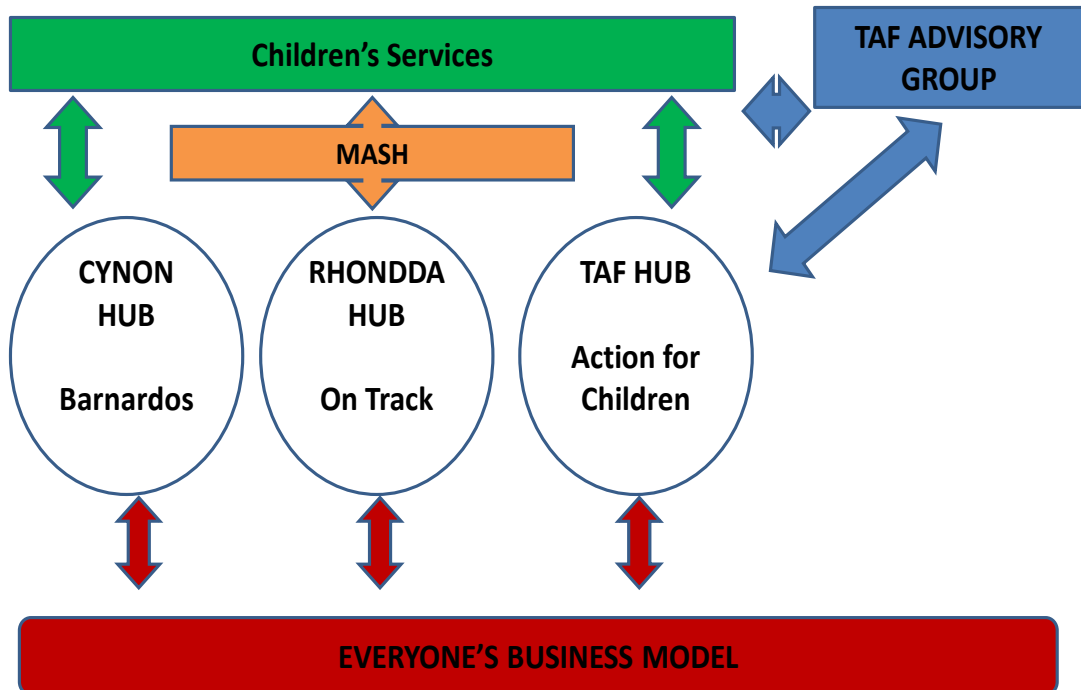 Children’s Services
TAF ADVISORY
GROUP
MASH
CYNON
HUB
Barnardos
RHONDDA
HUB
On Track
TAF HUB
Action for
Children
EVERYONE’S BUSINESS MODEL